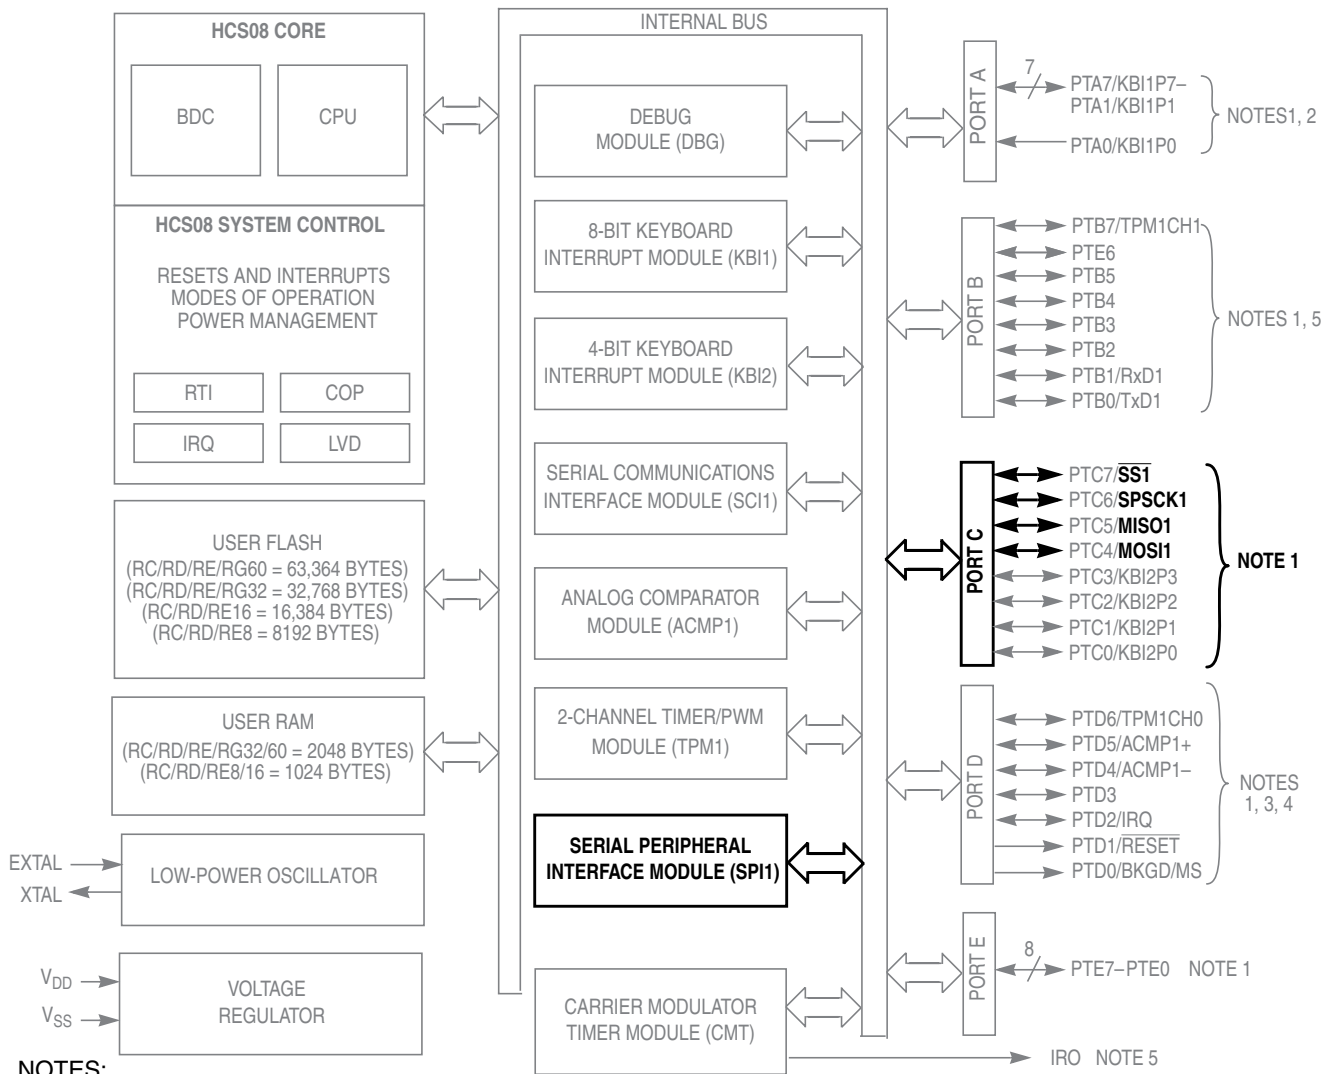 HCS08 CORE
BDC
CPU
HCS08 SYSTEM CONTROL
RESETS AND INTERRUPTS
MODES OF OPERATION
POWER MANAGEMENT
RTI
COP
IRQ
LVD
USER FLASH
(RC/RD/RE/RG60 = 63,364 BYTES)
(RC/RD/RE/RG32 = 32,768 BYTES)
(RC/RD/RE16 = 16,384 BYTES)
(RC/RD/RE8 = 8192 BYTES)
USER RAM
(RC/RD/RE/RG32/60 = 2048 BYTES)
(RC/RD/RE8/16 = 1024 BYTES)
EXTAL
XTAL
LOW-POWER OSCILLATOR
VDD
VSS
VOLTAGE
REGULATOR
NOTES:
INTERNAL BUS
DEBUG
MODULE (DBG)
8-BIT KEYBOARD
INTERRUPT MODULE (KBI1)
4-BIT KEYBOARD
INTERRUPT MODULE (KBI2)
SERIAL COMMUNICATIONS
INTERFACE MODULE (SCI1)
ANALOG COMPARATOR
MODULE (ACMP1)
2-CHANNEL TIMER/PWM
MODULE (TPM1)
SERIAL PERIPHERAL
INTERFACE MODULE (SPI1)
CARRIER MODULATOR
TIMER MODULE (CMT)
PORT A
7
PTA7/KBI1P7–
PTA1/KBI1P1
PTA0/KBI1P0
NOTES1, 2
PORT B
PTB7/TPM1CH1
PTE6
PTB5
PTB4
PTB3
PTB2
PTB1/RxD1
PTB0/TxD1
NOTES 1, 5
PORT C
PTC7/SS1
PTC6/SPSCK1
PTC5/MISO1
PTC4/MOSI1
PTC3/KBI2P3
PTC2/KBI2P2
PTC1/KBI2P1
PTC0/KBI2P0
NOTE 1
PORT D
PTD6/TPM1CH0
PTD5/ACMP1+
PTD4/ACMP1–
PTD3
PTD2/IRQ
PTD1/RESET
PTD0/BKGD/MS
NOTES
1, 3, 4
PORT E
8
PTE7–PTE0 NOTE 1
IRO NOTE 5